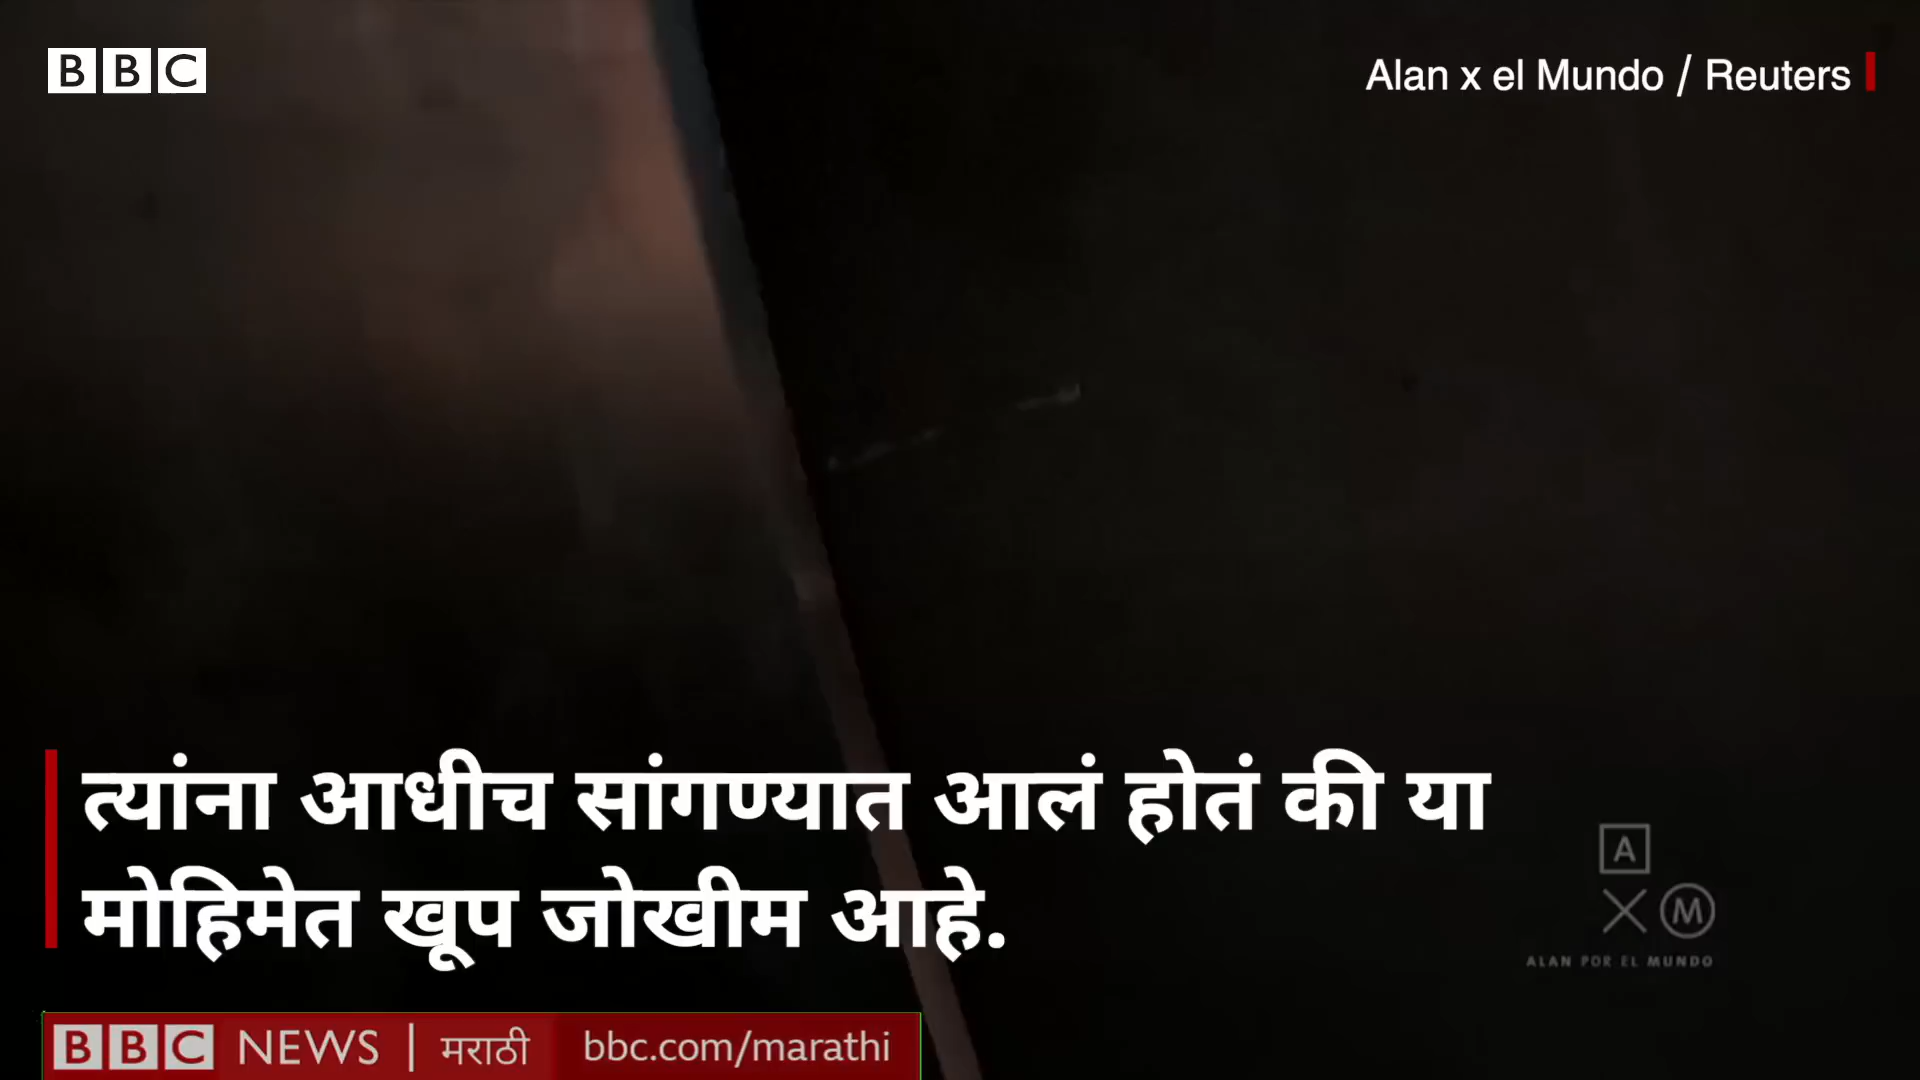 BBC
Alan x el Mundo / Reuters
त्यांना आधीच सांगण्यात आलं होतं की या
मोहिमेत खूप जोखीम आहे.
A
X M
ALAN POR EL MUNDO
BBC NEWS | मराठी bbc.com/marathi